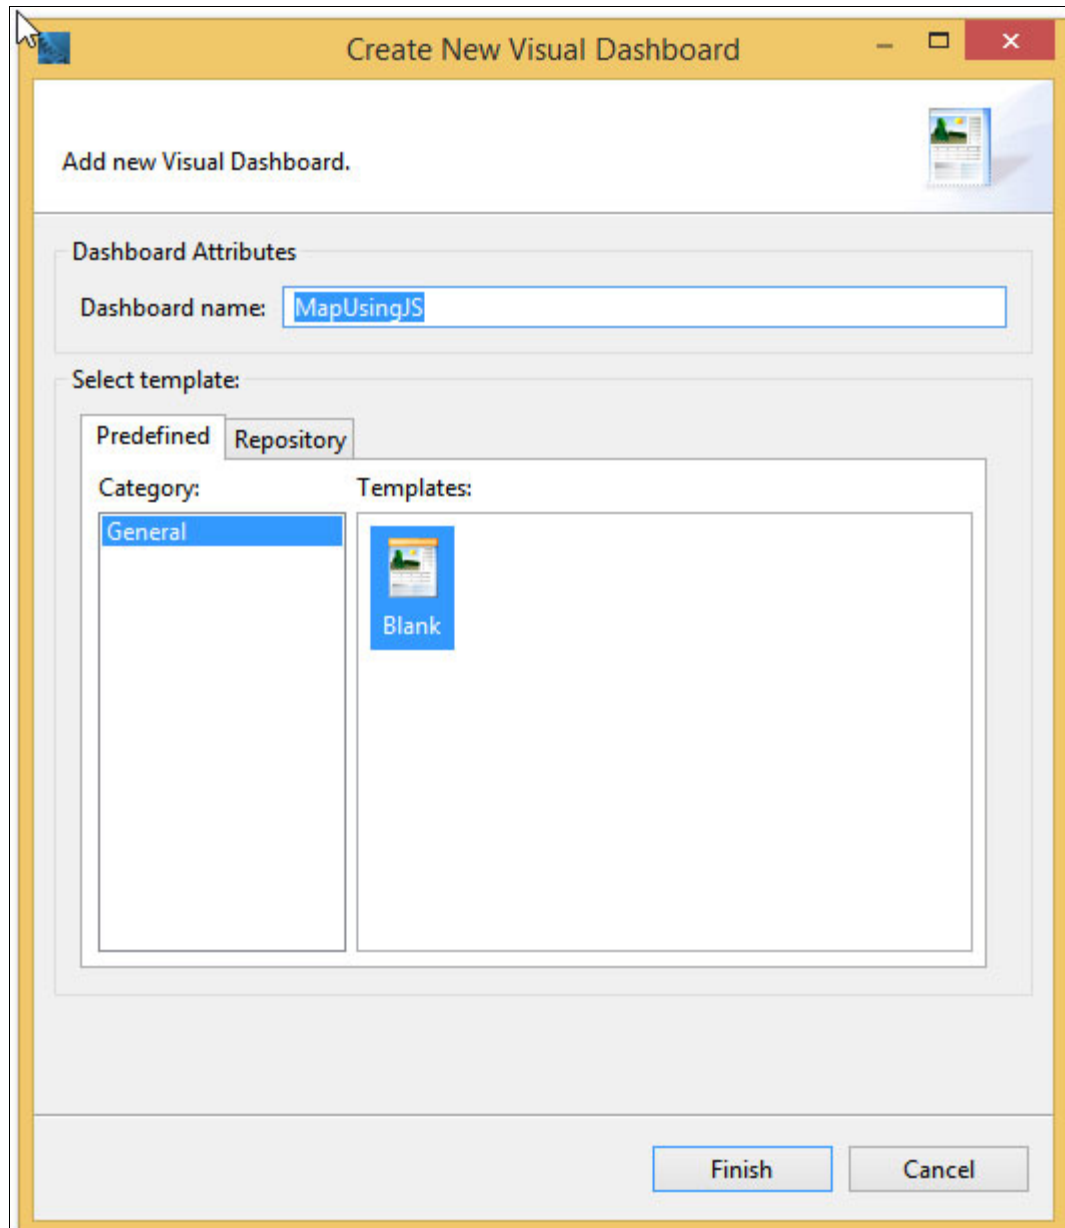 Create New Visual Dashboard
Add new Visual Dashboard.
Dashboard Attributes
Dashboard name: MapUsingJS
Select template:
Predefined Repository
Category: Templates:
General
Blank
Finish Cancel